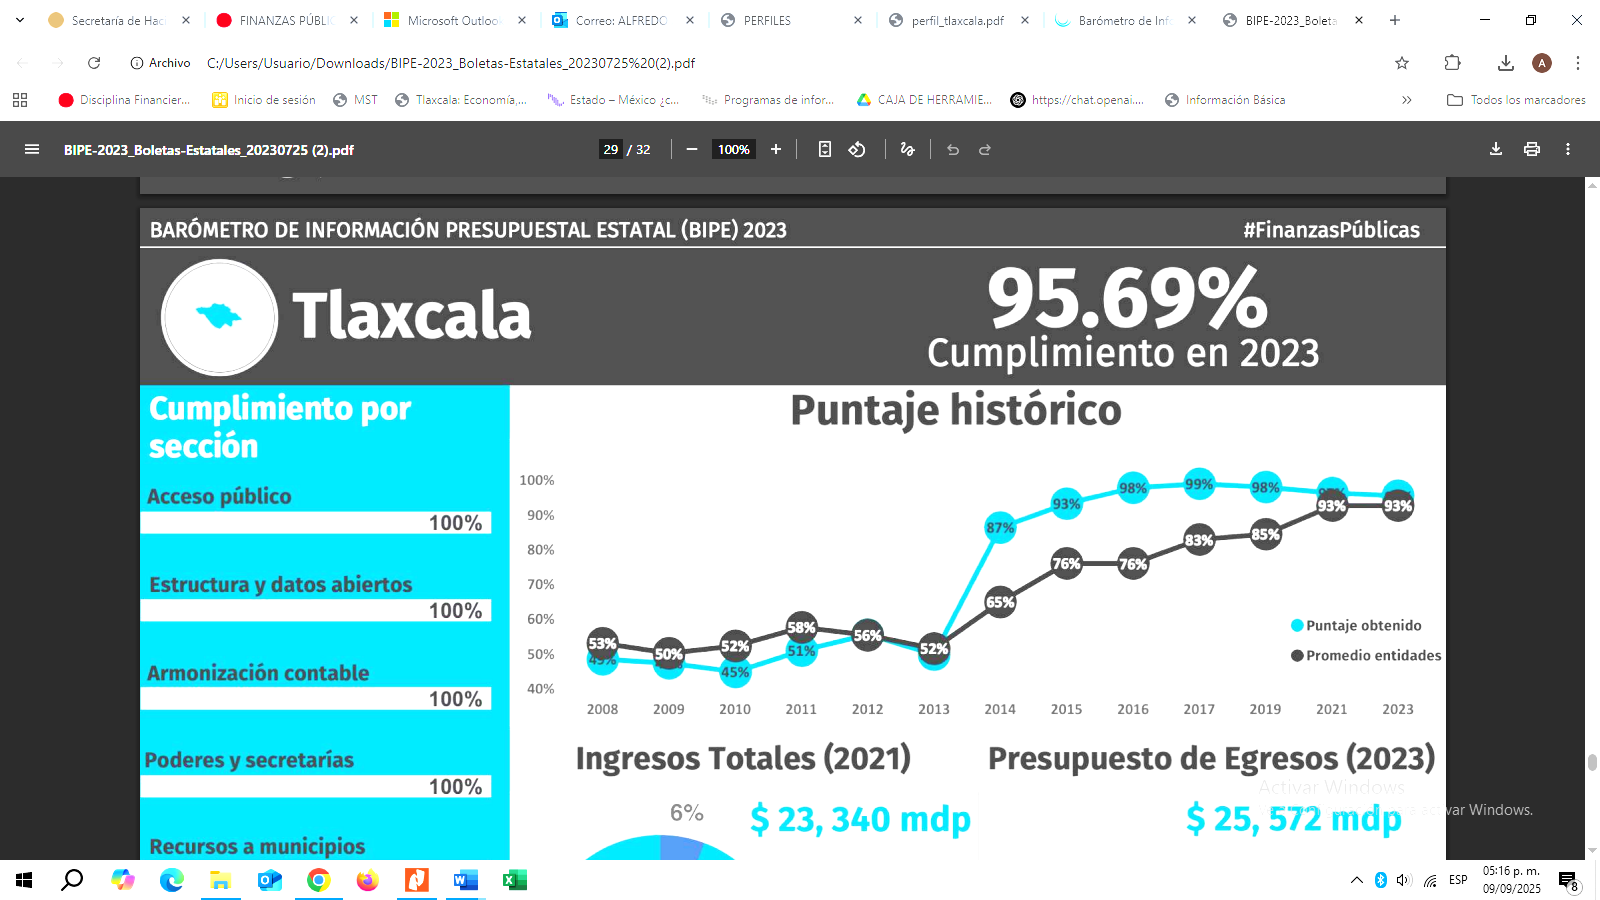 Secretaría de Haci
FINANZAS PÚBLIC
Microsoft Outlook
Correo: ALFREDO
PERFILES
perfil_tlaxcala.pdf
Barómetro de Info
BIPE-2023_Boleta
Archivo
C:/Users/Usuario/Downloads/BIPE-2023_Boletas-Estatales_20230725%20(2).pdf
A
Disciplina Financier...
Inicio de sesión
MST
Tlaxcala: Economía,...
Estado – México ¿c...
Programas de infor...
CAJA DE HERRAMIE...
https://chat.openai....
Información Básica
Todos los marcadores
BIPE-2023_Boletas-Estatales_20230725 (2).pdf
29 / 32
100%
BARÓMETRO DE INFORMACIÓN PRESUPUESTAL ESTATAL (BIPE) 2023
#FinanzasPúblicas
Tlaxcala
95.69%
Cumplimiento en 2023
Cumplimiento por
sección
Acceso público
100%
Estructura y datos abiertos
100%
Armonización contable
100%
Poderes y secretarías
100%
Recursos a municipios
Puntaje histórico
100%
90%
80%
70%
60%
50%
40%
53%
50%
52%
58%
56%
52%
65%
76%
76%
83%
85%
93%
93%
49%
45%
51%
87%
93%
98%
99%
98%
2008
2009
2010
2011
2012
2013
2014
2015
2016
2017
2019
2021
2023
Puntaje obtenido
Promedio entidades
Ingresos Totales (2021)
$ 23, 340 mdp
6%
Presupuesto de Egresos (2023)
$ 25, 572 mdp
Activar Windows
activar Windows.
ESP
05:16 p. m.
09/09/2025
8